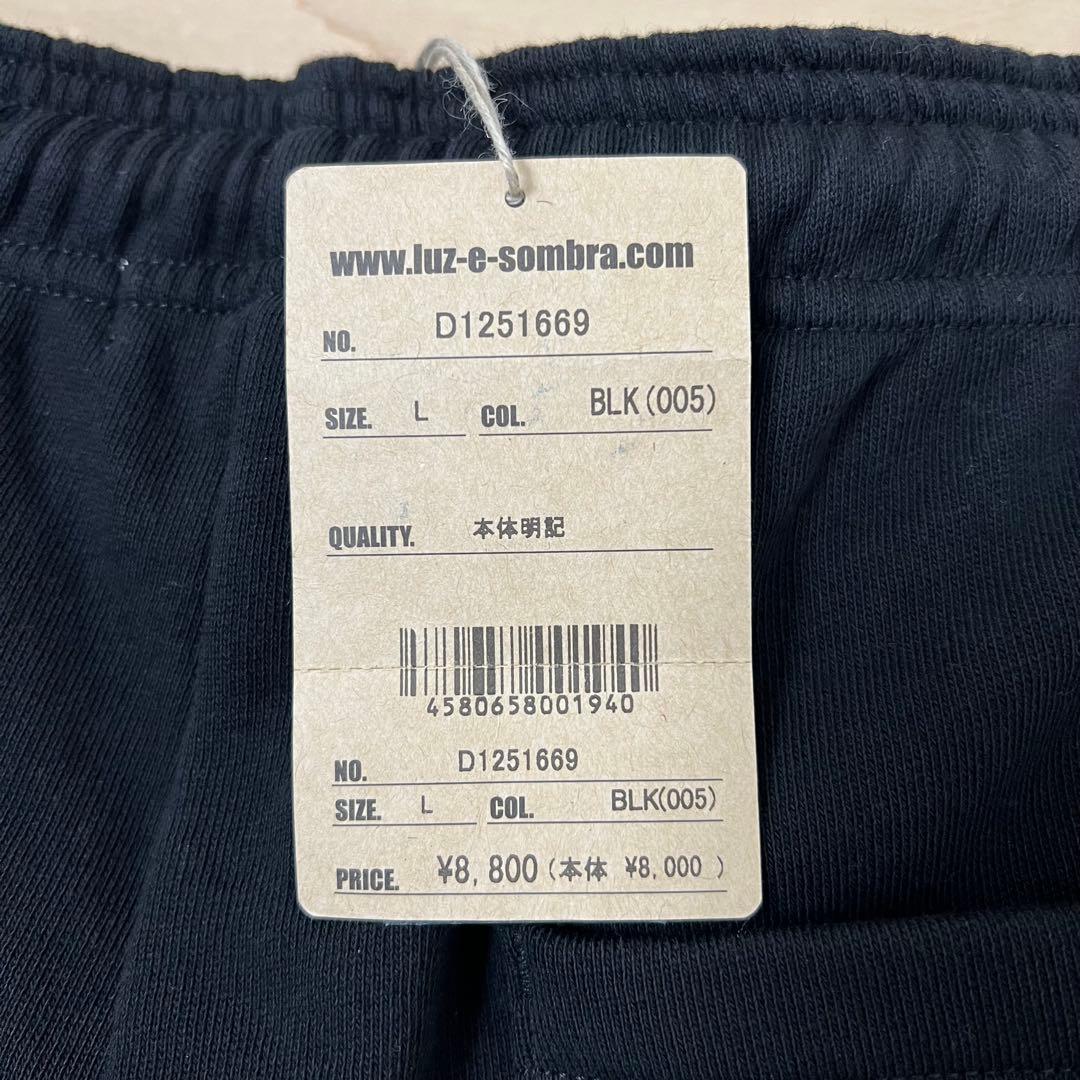 www.luz-e-sombra.com
NO. D1251669
SIZE. L COL. BLK(005)
QUALITY. 本体明記
4580658001940
NO. D1251669
SIZE. L COL. BLK(005)
PRICE. ¥8,800(本体 ¥8,000 )